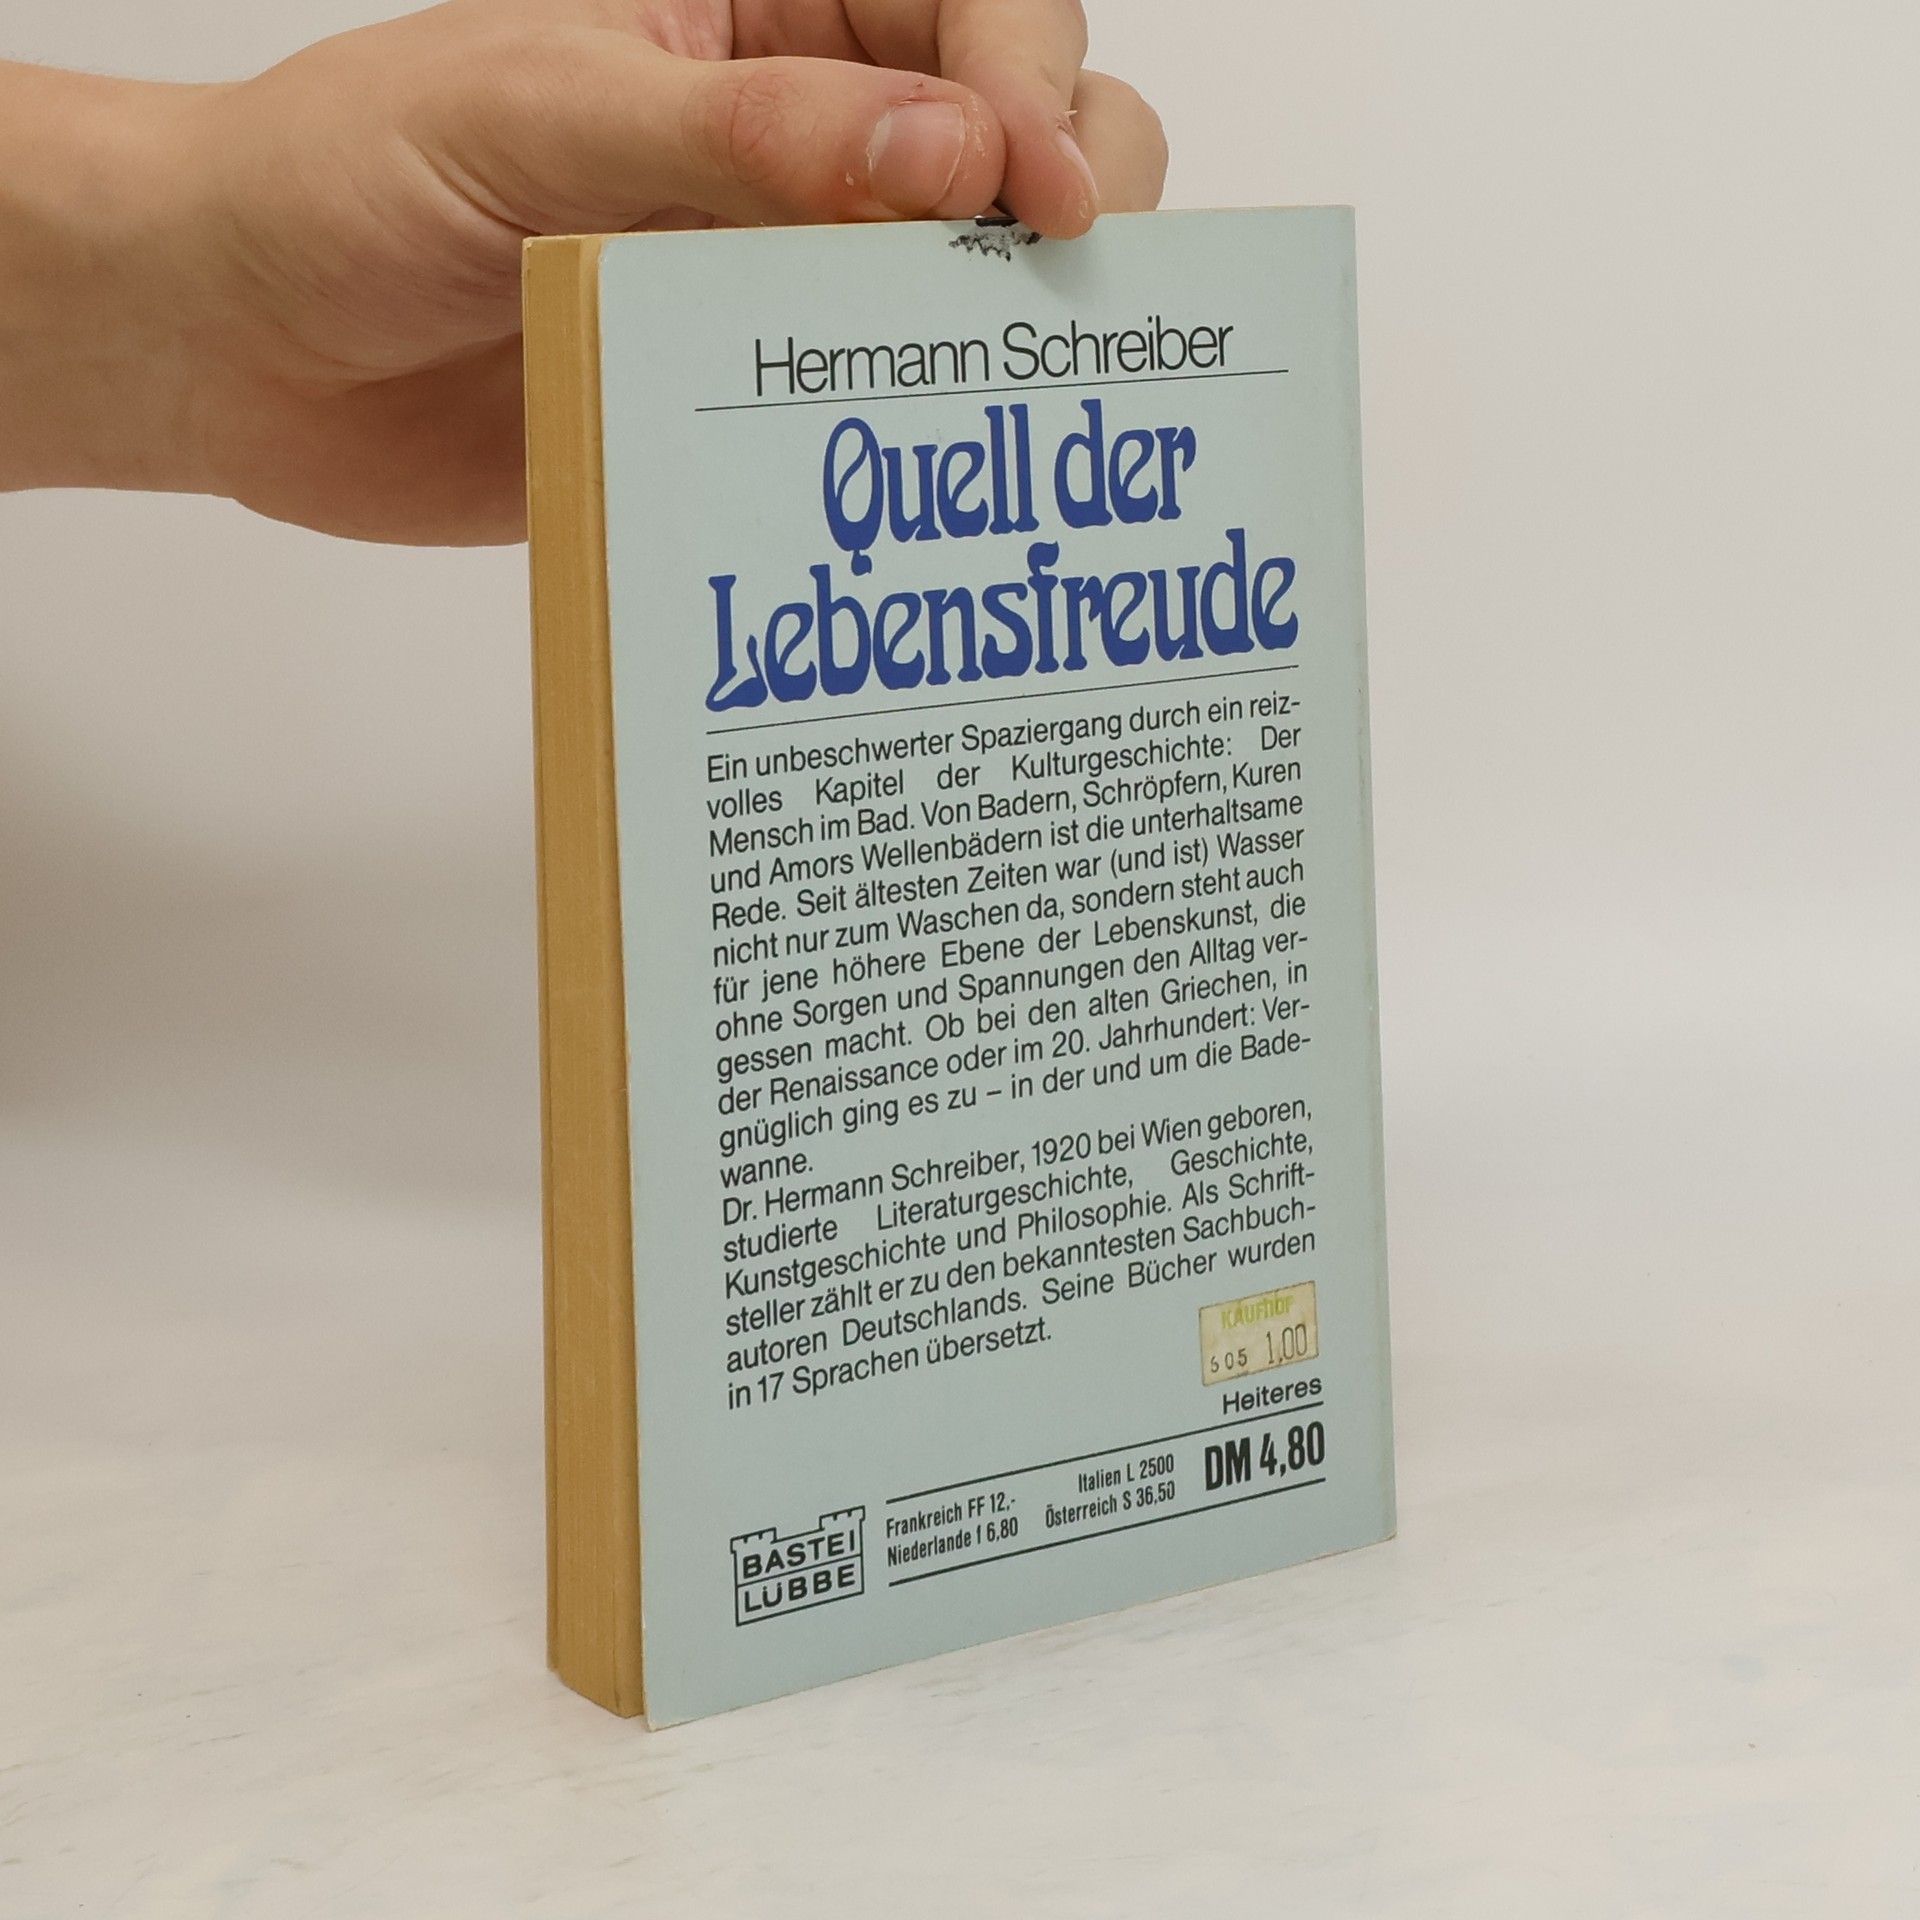 Hermann Schreiber
Quell der
Lebensfreude
Ein unbeschwerter Spaziergang durch ein reiz-
volles Kapitel der Kulturgeschichte: Der
Mensch im Bad. Von Badern, Schröpfern, Kuren
und Amors Wellenbädern ist die unterhaltsame
Rede. Seit ältesten Zeiten war (und ist) Wasser
nicht nur zum Waschen da, sondern steht auch
für jene höhere Ebene der Lebenskunst, die
ohne Sorgen und Spannungen den Alltag ver-
gessen macht. Ob bei den alten Griechen, in
der Renaissance oder im 20. Jahrhundert: Ver-
gnüglich ging es zu – in der und um die Bade-
wanne.
Dr. Hermann Schreiber, 1920 bei Wien geboren,
studierte Literaturgeschichte, Geschichte,
Kunstgeschichte und Philosophie. Als Schrift-
steller zählt er zu den bekanntesten Sachbuch-
autoren Deutschlands. Seine Bücher wurden
in 17 Sprachen übersetzt.
KAUFHOF
605 1.00
Heiteres
Frankreich FF 12,- Italien L 2500 DM 4,80
Niederlande f 6,80 Österreich S 36,50
BASTEI
LÜBBE